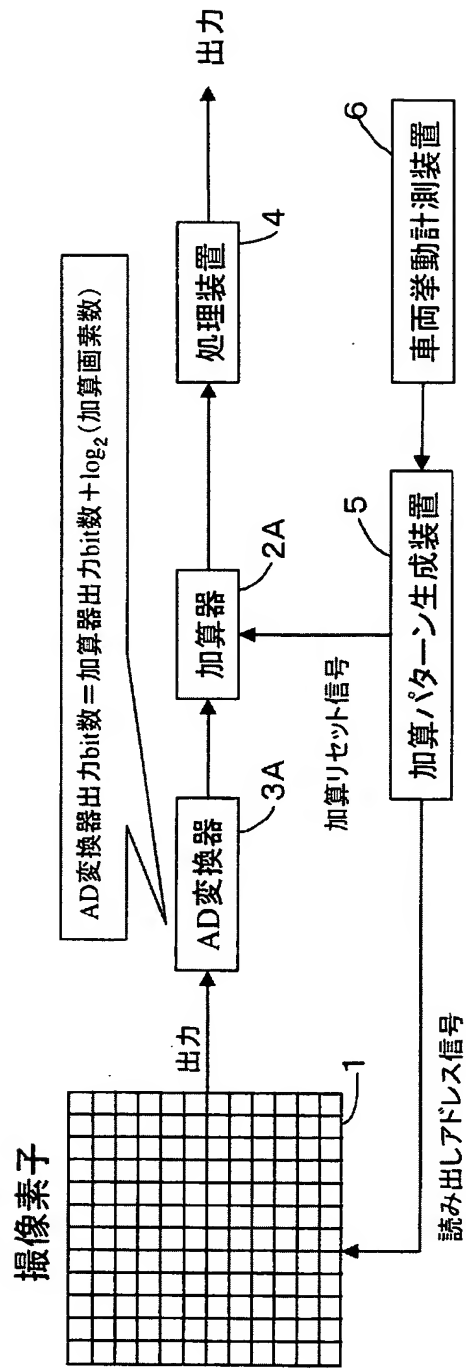 撮像素子
1
出力
AD変換器出力bit数=加算器出力bit数+log₂(加算画素数)
AD変換器
3A
加算器
2A
処理装置
4
出力
加算リセット信号
読み出しアドレス信号
加算パターン生成装置
5
車両挙動計測装置
6